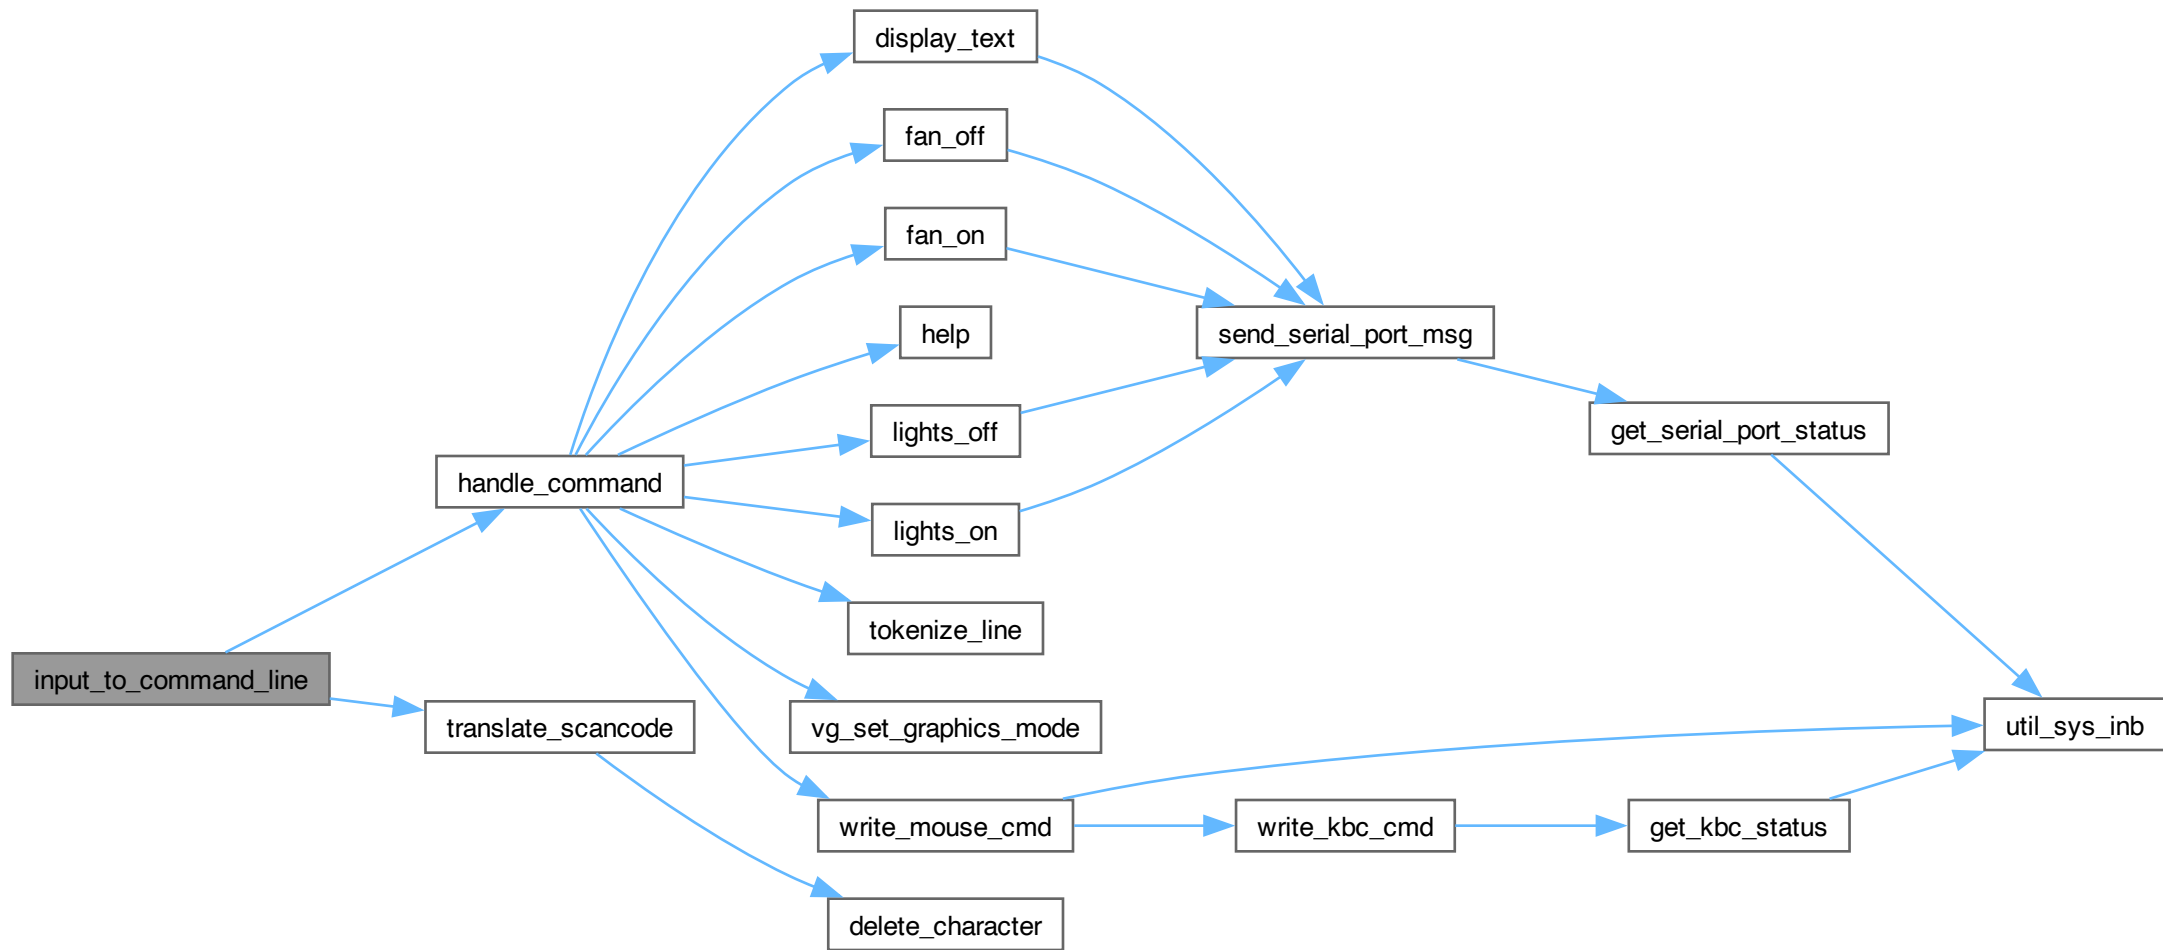 display_text
fan_off
fan_on
help
send_serial_port_msg
lights_off
get_serial_port_status
handle_command
lights_on
tokenize_line
input_to_command_line
translate_scancode
vg_set_graphics_mode
util_sys_inb
write_mouse_cmd
write_kbc_cmd
get_kbc_status
delete_character